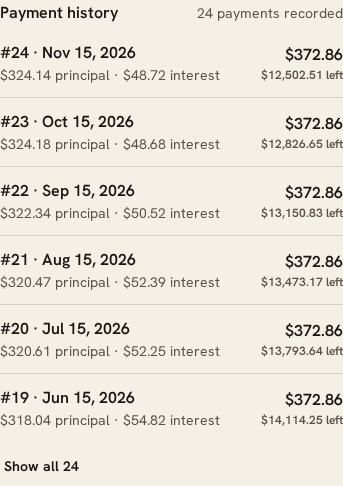 Payment history 24 payments recorded
#24 · Nov 15, 2026 $372.86
$324.14 principal · $48.72 interest $12,502.51 left
#23 · Oct 15, 2026 $372.86
$324.18 principal · $48.68 interest $12,826.65 left
#22 · Sep 15, 2026 $372.86
$322.34 principal · $50.52 interest $13,150.83 left
#21 · Aug 15, 2026 $372.86
$320.47 principal · $52.39 interest $13,473.17 left
#20 · Jul 15, 2026 $372.86
$320.61 principal · $52.25 interest $13,793.64 left
#19 · Jun 15, 2026 $372.86
$318.04 principal · $54.82 interest $14,114.25 left
Show all 24